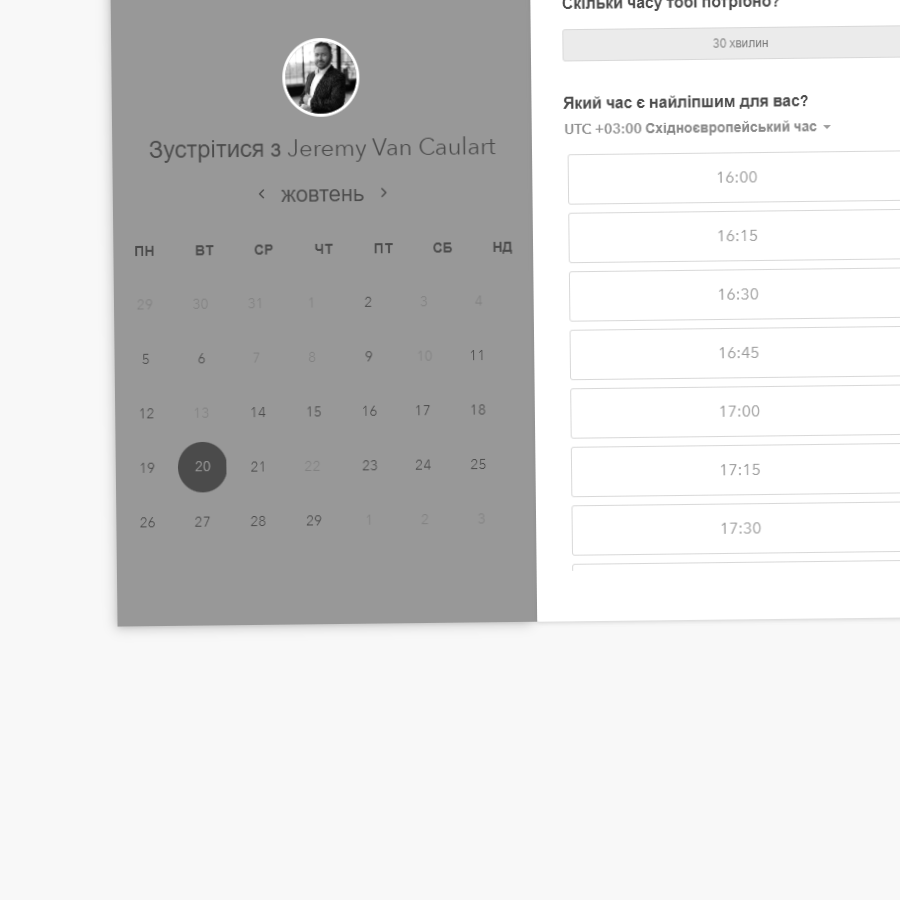 Зустрітися з Jeremy Van Caulart
‹ жовтень ›
ПН ВТ СР ЧТ ПТ СБ НД
29 30 31 1 2 3 4
5 6 7 8 9 10 11
12 13 14 15 16 17 18
19 20 21 22 23 24 25
26 27 28 29 1 2 3
Скільки часу тобі потрібно?
30 хвилин
Який час є найліпшим для вас?
UTC +03:00 Східноєвропейський час
16:00
16:15
16:30
16:45
17:00
17:15
17:30